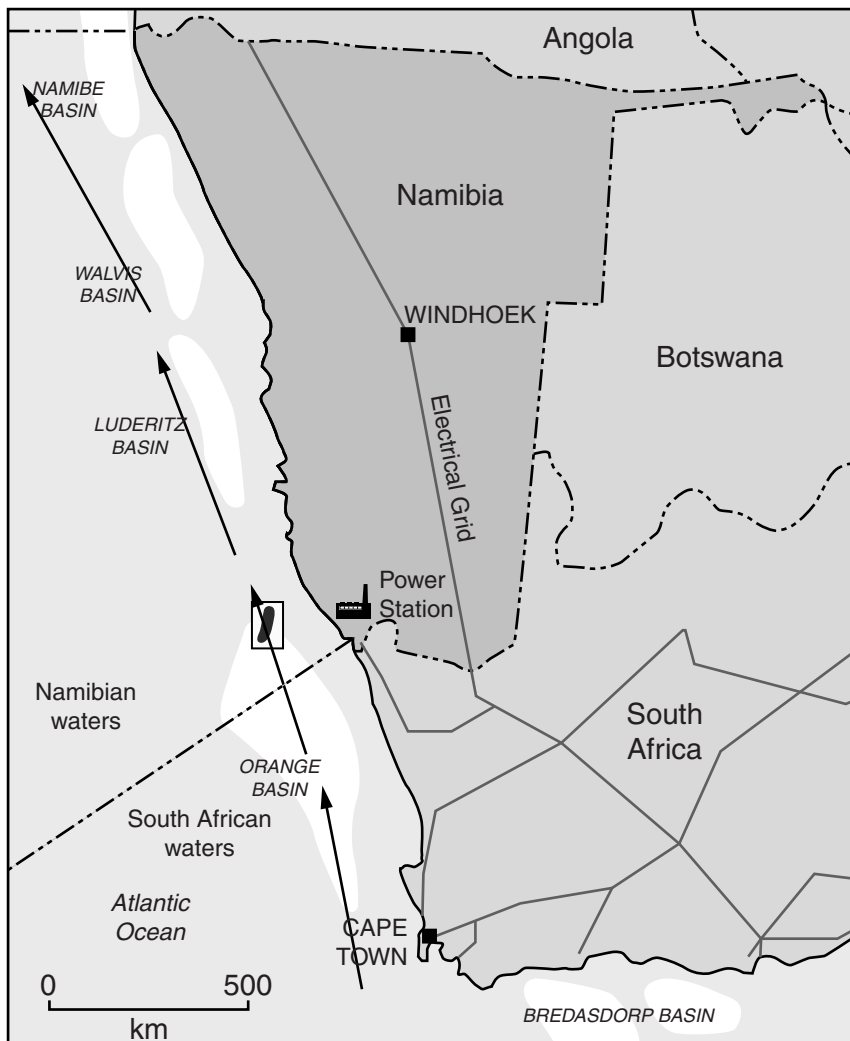 Angola
NAMIBE
BASIN
Namibia
WALVIS
BASIN
WINDHOEK
Botswana
LUDERITZ
BASIN
Electrical Grid
Power
Station
Namibian
waters
South
Africa
ORANGE
BASIN
South African
waters
Atlantic
Ocean
CAPE
TOWN
0 500
km
BREDASDORP BASIN